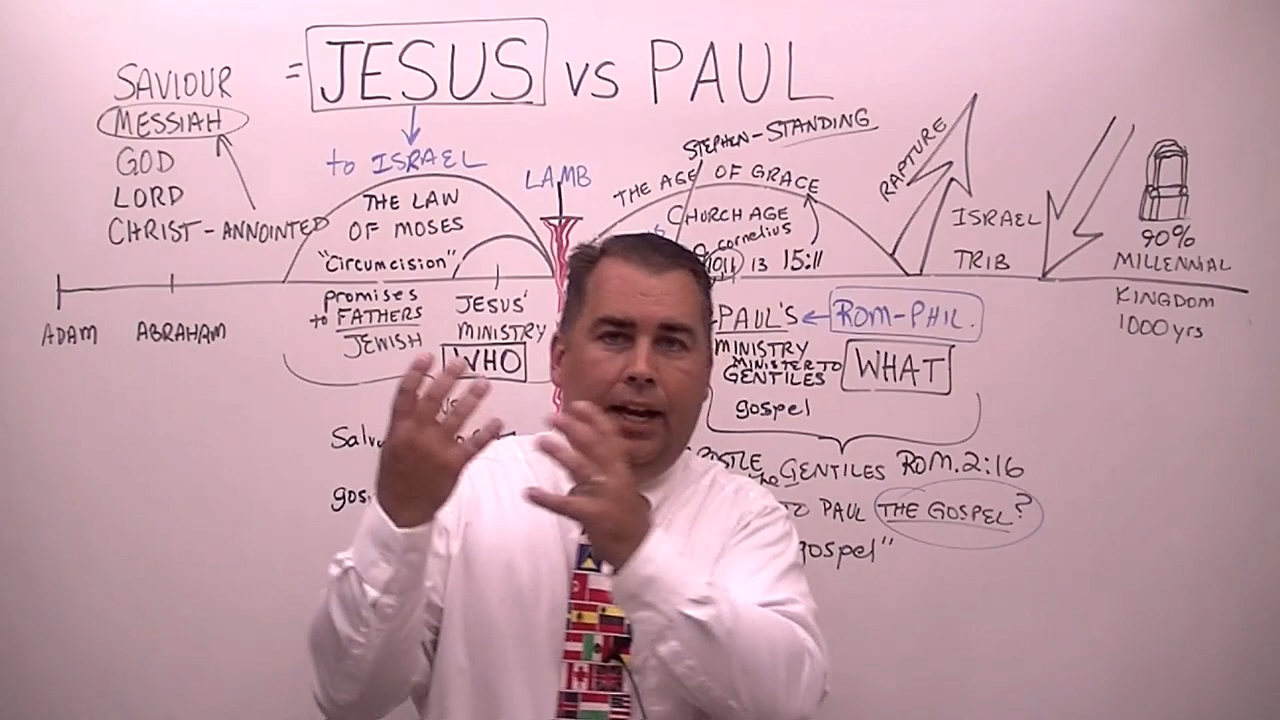 = JESUS vs PAUL
SAVIOUR
MESSIAH
GOD
LORD
CHRIST - ANNOINTED
to ISRAEL
THE LAW
OF MOSES
"Circumcision"
LAMB
STEPHEN - STANDING
THE AGE OF GRACE
CHURCH AGE
cornelius
13 15:11
RAPTURE
ISRAEL
TRIB
90%
MILLENNIAL
KINGDOM
1000 yrs
ADAM
ABRAHAM
promises
to FATHERS
JEWISH
JESUS'
MINISTRY
WHO
PAUL'S
ROM-PHIL.
MINISTRY
MINISTER TO
GENTILES
WHAT
gospel
GENTILES ROM. 2:16
PAUL THE GOSPEL?
gospel"